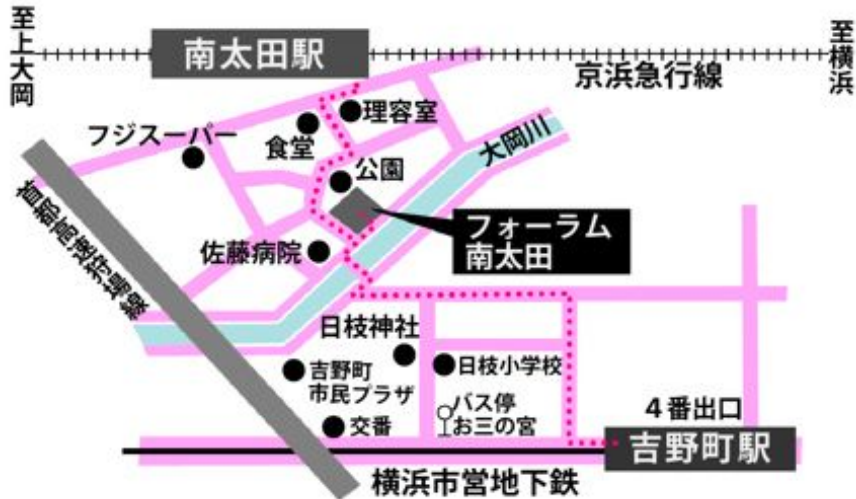 至上大岡
南太田駅
至横浜
京浜急行線
理容室
食堂
フジスーパー
公園
大岡川
首都高速狩場線
フォーラム
南太田
佐藤病院
日枝神社
吉野町
市民プラザ
日枝小学校
バス停
お三の宮
交番
4番出口
吉野町駅
横浜市営地下鉄